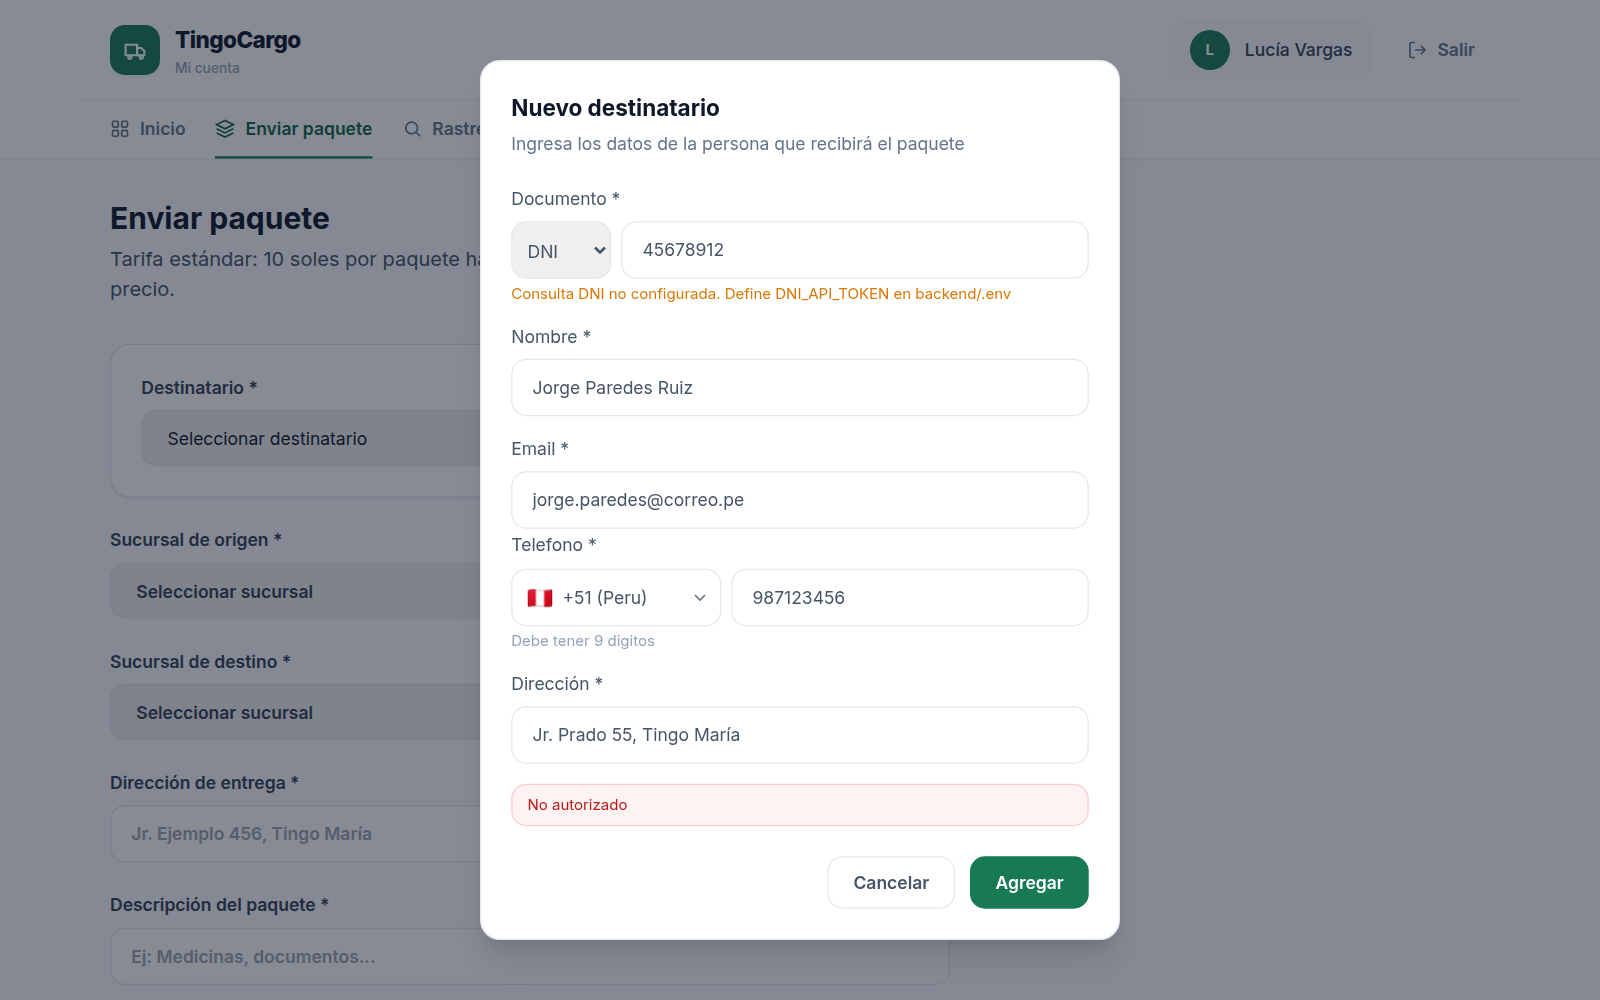 TingoCargo
Mi cuenta
L
Lucía Vargas
Salir
Inicio
Enviar paquete
Rastre
Enviar paquete
Tarifa estándar: 10 soles por paquete
precio.
Destinatario *
Seleccionar destinatario
Sucursal de origen *
Seleccionar sucursal
Sucursal de destino *
Seleccionar sucursal
Dirección de entrega *
Jr. Ejemplo 456, Tingo María
Descripción del paquete *
Ej: Medicinas, documentos...
Nuevo destinatario
Ingresa los datos de la persona que recibirá el paquete
Documento *
DNI
45678912
Consulta DNI no configurada. Define DNI_API_TOKEN en backend/.env
Nombre *
Jorge Paredes Ruiz
Email *
jorge.paredes@correo.pe
Telefono *
+51 (Peru)
987123456
Debe tener 9 digitos
Dirección *
Jr. Prado 55, Tingo María
No autorizado
Cancelar
Agregar